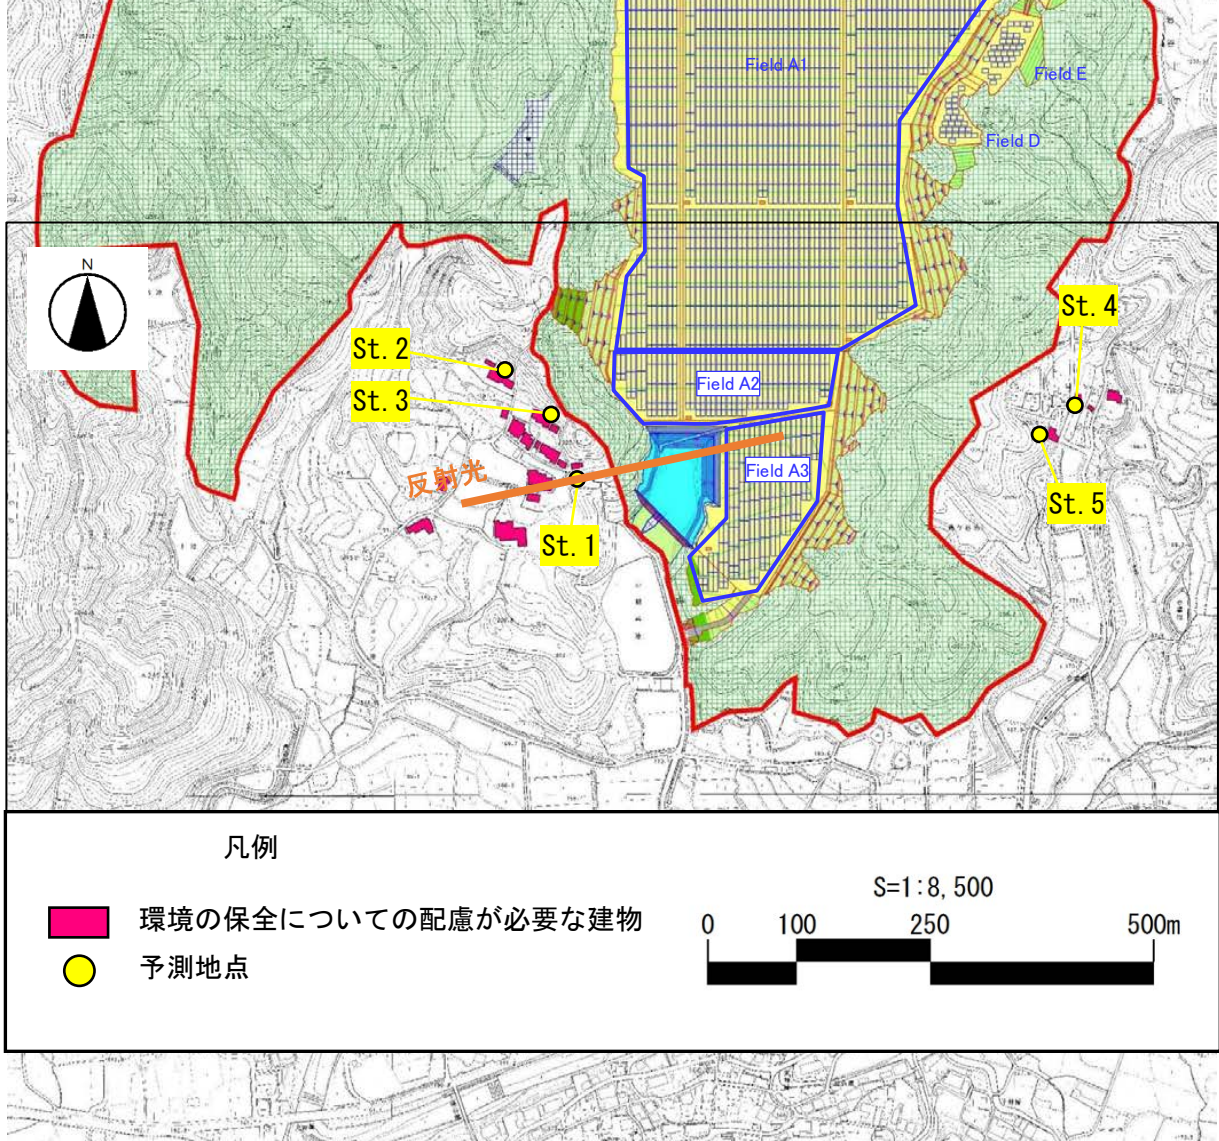 Field A1
Field E
Field D
N
St. 4
St. 2
Field A2
St. 3
反射光
Field A3
St. 5
St. 1
凡例
S=1:8,500
環境の保全についての配慮が必要な建物
0 100 250 500m
予測地点